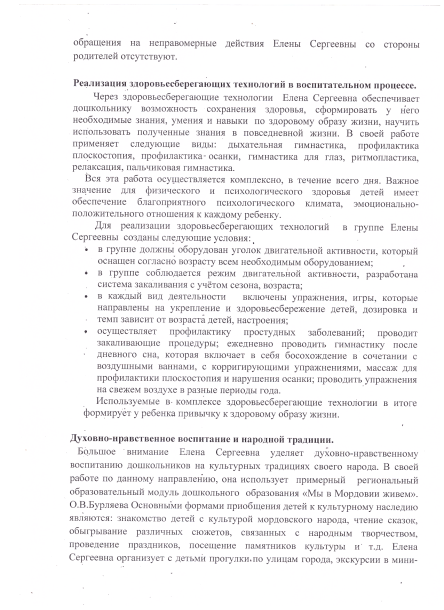 обращения на неправомерные действия Елены Сергеевны со стороны
родителей отсутствуют.
Реализация здоровьесберегающих технологий в воспитательном процессе.
Через здоровьесберегающие технологии Елена Сергеевна обеспечивает
дошкольнику возможность сохранения здоровья, сформировать у него
необходимые знания, умения и навыки по здоровому образу жизни, научить
использовать полученные знания в повседневной жизни. В своей работе
применяет следующие виды: дыхательная гимнастика, профилактика
плоскостопия, профилактика осанки, гимнастика для глаз, ритмопластика,
релаксация, пальчиковая гимнастика.
Вся эта работа осуществляется комплексно, в течение всего дня. Важное
значение для физического и психологического здоровья детей имеет
обеспечение благоприятного психологического климата, эмоционально-
положительного отношения к каждому ребенку.
Для реализации здоровьесберегающих технологий в группе Елены
Сергеевны созданы следующие условия:
• в группе должны оборудован уголок двигательной активности, который
оснащен согласно возрасту всем необходимым оборудованием;
• в группе соблюдается режим двигательной активности, разработана
система закаливания с учётом сезона, возраста;
• в каждый вид деятельности включены упражнения, игры, которые
направлены на укрепление и здоровьесбережение детей, дозировка и
темп зависит от возраста детей, настроения;
• осуществляет профилактику простудных заболеваний; проводит
закаливающие процедуры; ежедневно проводить гимнастику после
дневного сна, которая включает в себя босохождение в сочетании с
воздушными ваннами, с корригирующими упражнениями, массаж для
профилактики плоскостопия и нарушения осанки; проводить упражнения
на свежем воздухе в разные периоды года.
Используемые в комплексе здоровьесберегающие технологии в итоге
формирует у ребенка привычку к здоровому образу жизни.
Духовно-нравственное воспитание и народной традиции.
Большое внимание Елена Сергеевна уделяет духовно-нравственному
воспитанию дошкольников на культурных традициях своего народа. В своей
работе по данному направлению, она использует примерный региональный
образовательный модуль дошкольного образования «Мы в Мордовии живем».
О.В.Бурляева Основными формами приобщения детей к культурному наследию
являются: знакомство детей с культурой мордовского народа, чтение сказок,
обыгрывание различных сюжетов, связанных с народным творчеством,
проведение праздников, посещение памятников культуры и т.д. Елена
Сергеевна организует с детьми прогулки по улицам города, экскурсии в мини-